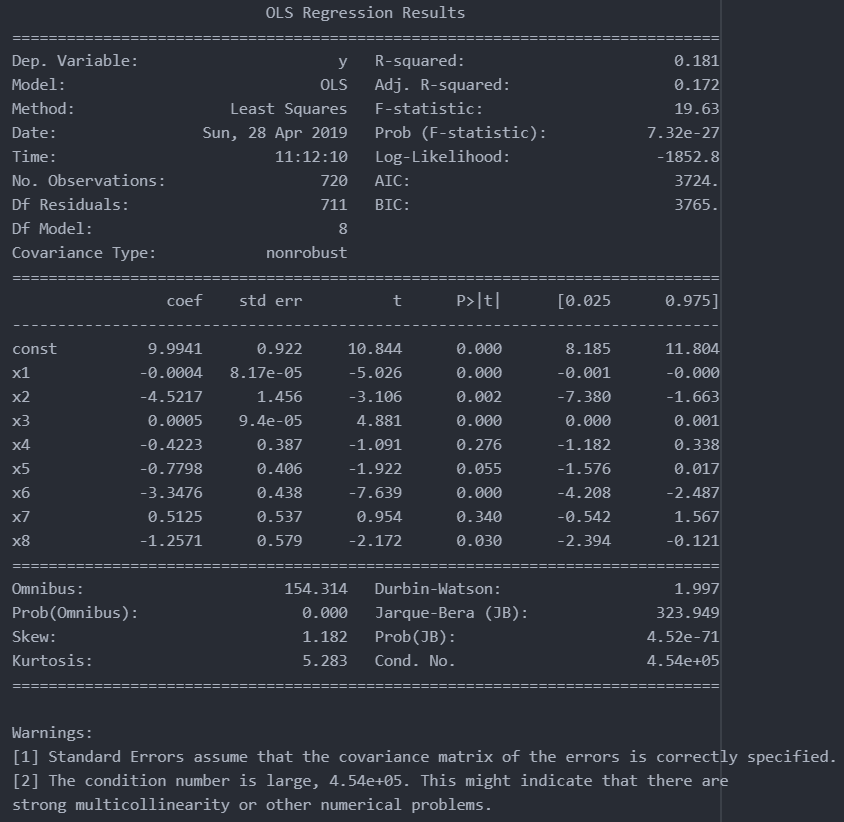 OLS Regression Results
==============================================================================
Dep. Variable:                      y   R-squared:                       0.181
Model:                            OLS   Adj. R-squared:                  0.172
Method:                 Least Squares   F-statistic:                     19.63
Date:                Sun, 28 Apr 2019   Prob (F-statistic):           7.32e-27
Time:                        11:12:10   Log-Likelihood:                -1852.8
No. Observations:                 720   AIC:                             3724.
Df Residuals:                     711   BIC:                             3765.
Df Model:                           8
Covariance Type:            nonrobust
==============================================================================
                 coef    std err          t      P>|t|      [0.025      0.975]
------------------------------------------------------------------------------
const          9.9941      0.922     10.844      0.000       8.185      11.804
x1            -0.0004   8.17e-05     -5.026      0.000      -0.001      -0.000
x2            -4.5217      1.456     -3.106      0.002      -7.380      -1.663
x3             0.0005    9.4e-05      4.881      0.000       0.000       0.001
x4            -0.4223      0.387     -1.091      0.276      -1.182       0.338
x5            -0.7798      0.406     -1.922      0.055      -1.576       0.017
x6            -3.3476      0.438     -7.639      0.000      -4.208      -2.487
x7             0.5125      0.537      0.954      0.340      -0.542       1.567
x8            -1.2571      0.579     -2.172      0.030      -2.394      -0.121
==============================================================================
Omnibus:                      154.314   Durbin-Watson:                   1.997
Prob(Omnibus):                  0.000   Jarque-Bera (JB):              323.949
Skew:                           1.182   Prob(JB):                     4.52e-71
Kurtosis:                       5.283   Cond. No.                     4.54e+05
==============================================================================

Warnings:
[1] Standard Errors assume that the covariance matrix of the errors is correctly specified.
[2] The condition number is large, 4.54e+05. This might indicate that there are
strong multicollinearity or other numerical problems.